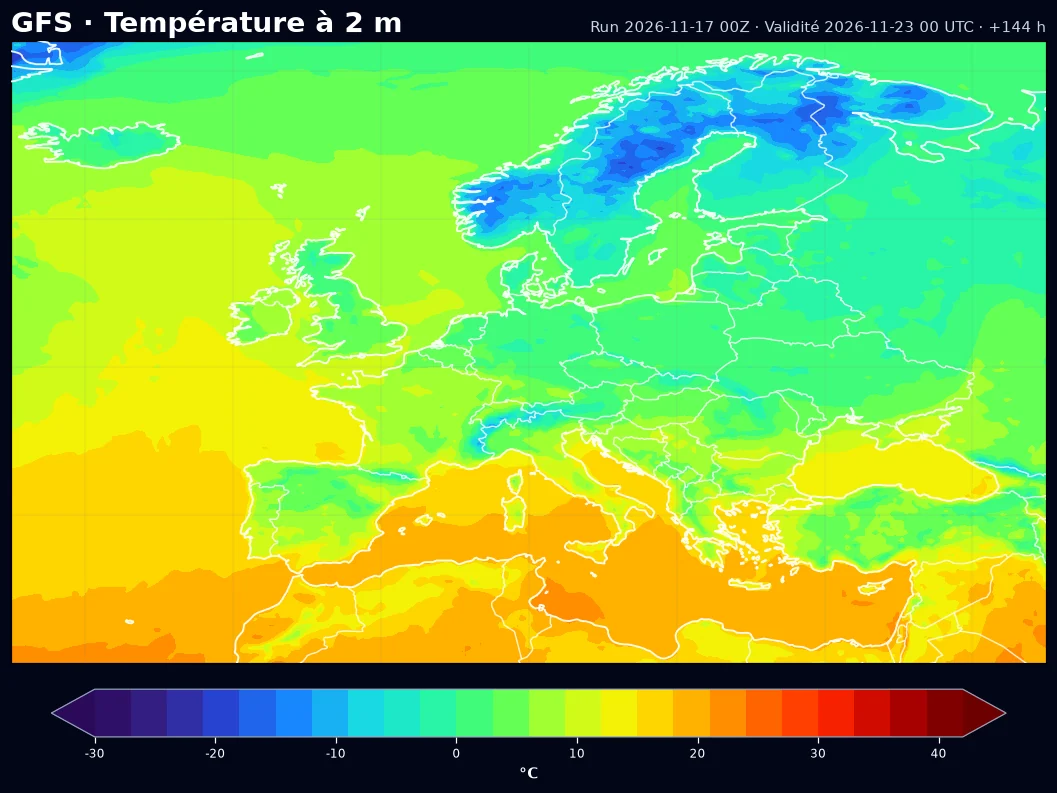 GFS · Température à 2 m
Run 2026-11-17 00Z · Validité 2026-11-23 00 UTC · +144 h
-30 -20 -10 0 10 20 30 40
°C